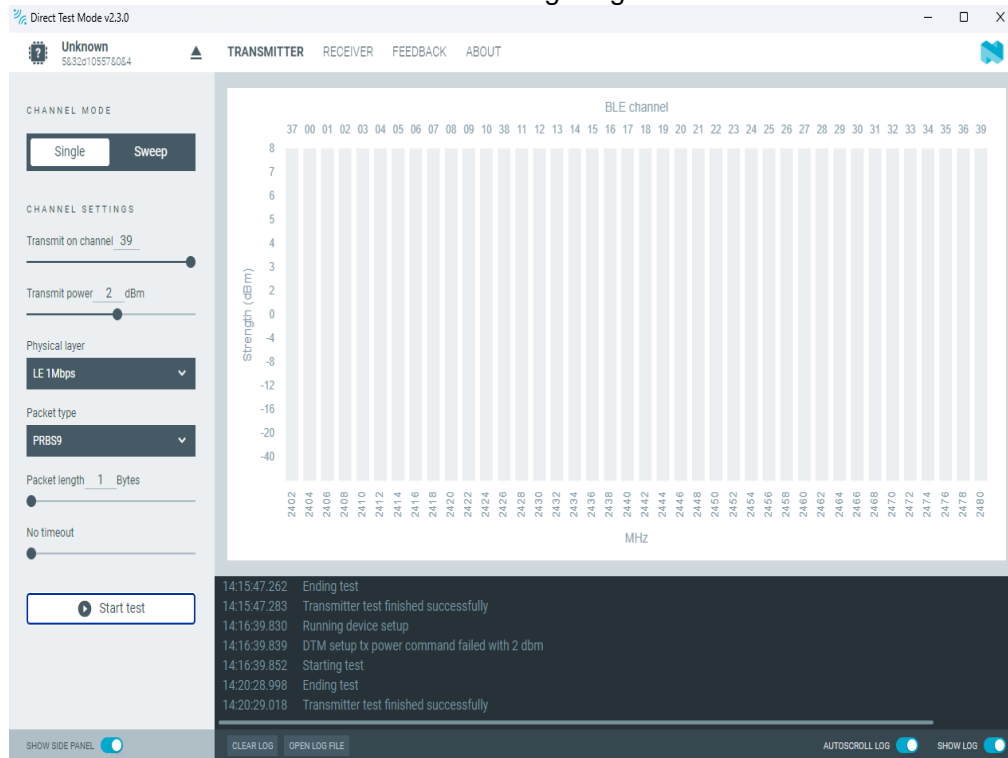 Direct Test Mode v2.3.0
Unknown
5&32d10557&0&4
TRANSMITTER RECEIVER FEEDBACK ABOUT
CHANNEL MODE
Single Sweep
CHANNEL SETTINGS
Transmit on channel 39
Transmit power 2 dBm
Physical layer
LE 1Mbps
Packet type
PRBS9
Packet length 1 Bytes
No timeout
Start test
SHOW SIDE PANEL
BLE channel
37 00 01 02 03 04 05 06 07 08 09 10 38 11 12 13 14 15 16 17 18 19 20 21 22 23 24 25 26 27 28 29 30 31 32 33 34 35 36 39
Strength (dBm)
8
7
6
5
4
3
2
0
-4
-8
-12
-16
-20
-40
2402 2404 2406 2408 2410 2412 2414 2416 2418 2420 2422 2424 2426 2428 2430 2432 2434 2436 2438 2440 2442 2444 2446 2448 2450 2452 2454 2456 2458 2460 2462 2464 2466 2468 2470 2472 2474 2476 2478 2480
MHz
14:15:47.262 Ending test
14:15:47.283 Transmitter test finished successfully
14:16:39.830 Running device setup
14:16:39.839 DTM setup tx power command failed with 2 dbm
14:16:39.852 Starting test
14:20:28.998 Ending test
14:20:29.018 Transmitter test finished successfully
CLEAR LOG OPEN LOG FILE AUTOSCROLL LOG SHOW LOG